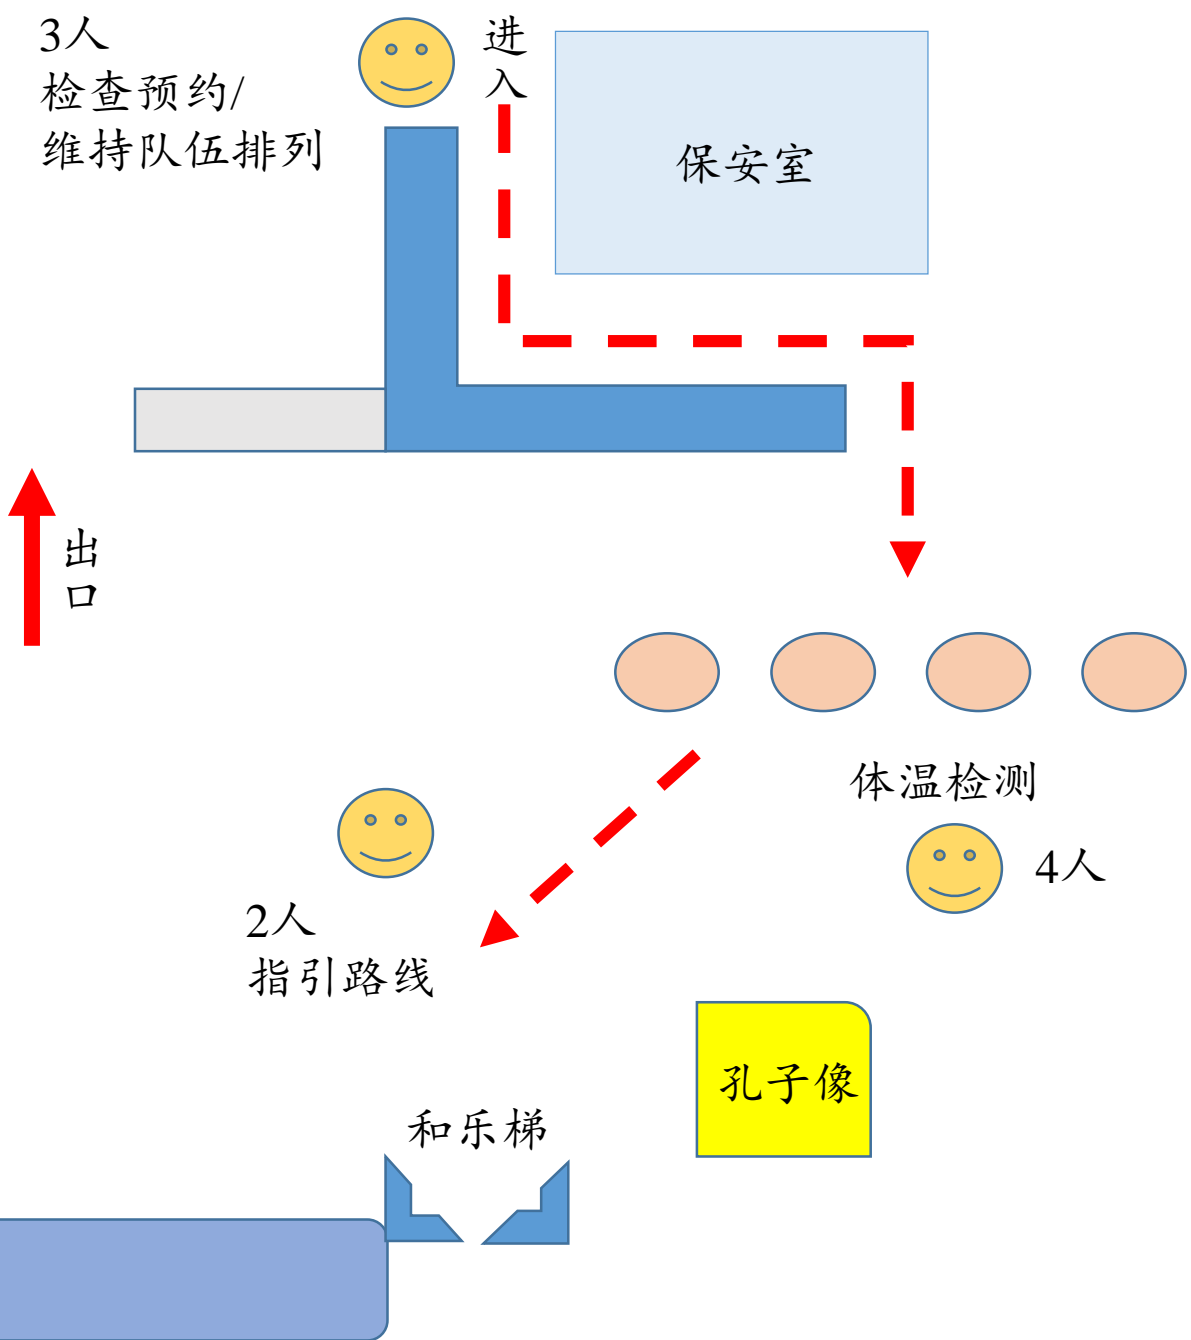 3人
检查预约/
维持队伍排列
进
入
保安室
出
口
体温检测
4人
2人
指引路线
孔子像
和乐梯